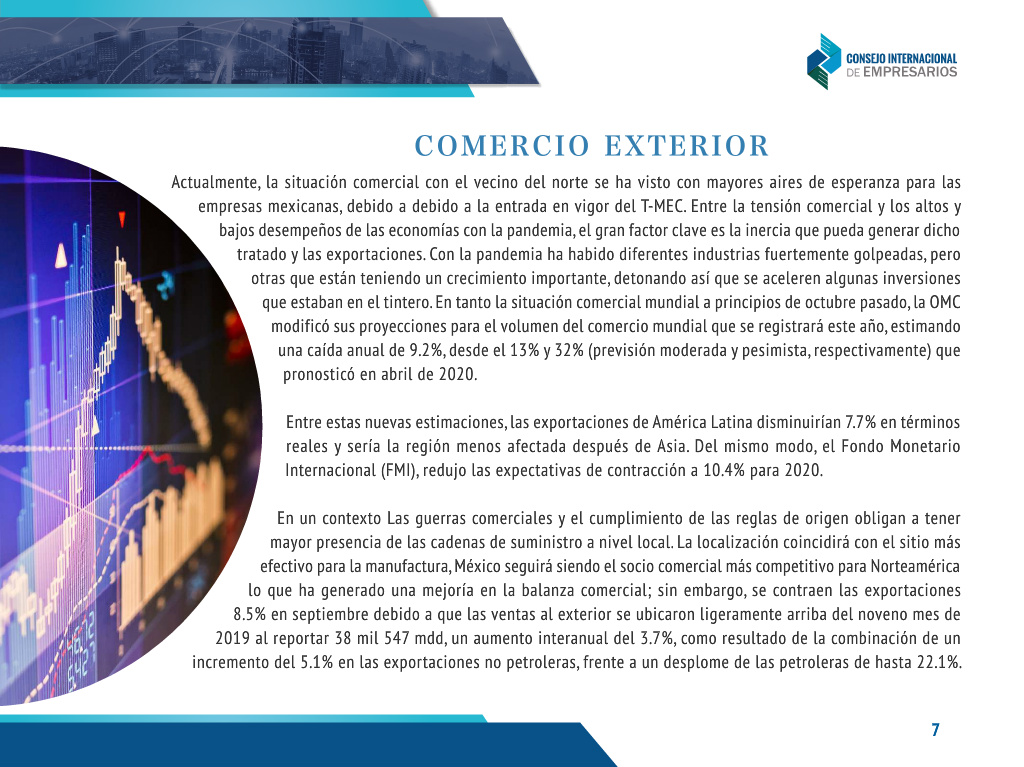 CONSEJO INTERNACIONAL
DE EMPRESARIOS
COMERCIO EXTERIOR
Actualmente, la situación comercial con el vecino del norte se ha visto con mayores aires de esperanza para las
empresas mexicanas, debido a debido a la entrada en vigor del T-MEC. Entre la tensión comercial y los altos y
bajos desempeños de las economías con la pandemia, el gran factor clave es la inercia que pueda generar dicho
tratado y las exportaciones. Con la pandemia ha habido diferentes industrias fuertemente golpeadas, pero
otras que están teniendo un crecimiento importante, detonando así que se aceleren algunas inversiones
que estaban en el tintero. En tanto la situación comercial mundial a principios de octubre pasado, la OMC
modificó sus proyecciones para el volumen del comercio mundial que se registrará este año, estimando
una caída anual de 9.2%, desde el 13% y 32% (previsión moderada y pesimista, respectivamente) que
pronosticó en abril de 2020.
Entre estas nuevas estimaciones, las exportaciones de América Latina disminuirían 7.7% en términos
reales y sería la región menos afectada después de Asia. Del mismo modo, el Fondo Monetario
Internacional (FMI), redujo las expectativas de contracción a 10.4% para 2020.
En un contexto Las guerras comerciales y el cumplimiento de las reglas de origen obligan a tener
mayor presencia de las cadenas de suministro a nivel local. La localización coincidirá con el sitio más
efectivo para la manufactura, México seguirá siendo el socio comercial más competitivo para Norteamérica
lo que ha generado una mejoría en la balanza comercial; sin embargo, se contraen las exportaciones
8.5% en septiembre debido a que las ventas al exterior se ubicaron ligeramente arriba del noveno mes de
2019 al reportar 38 mil 547 mdd, un aumento interanual del 3.7%, como resultado de la combinación de un
incremento del 5.1% en las exportaciones no petroleras, frente a un desplome de las petroleras de hasta 22.1%.
7